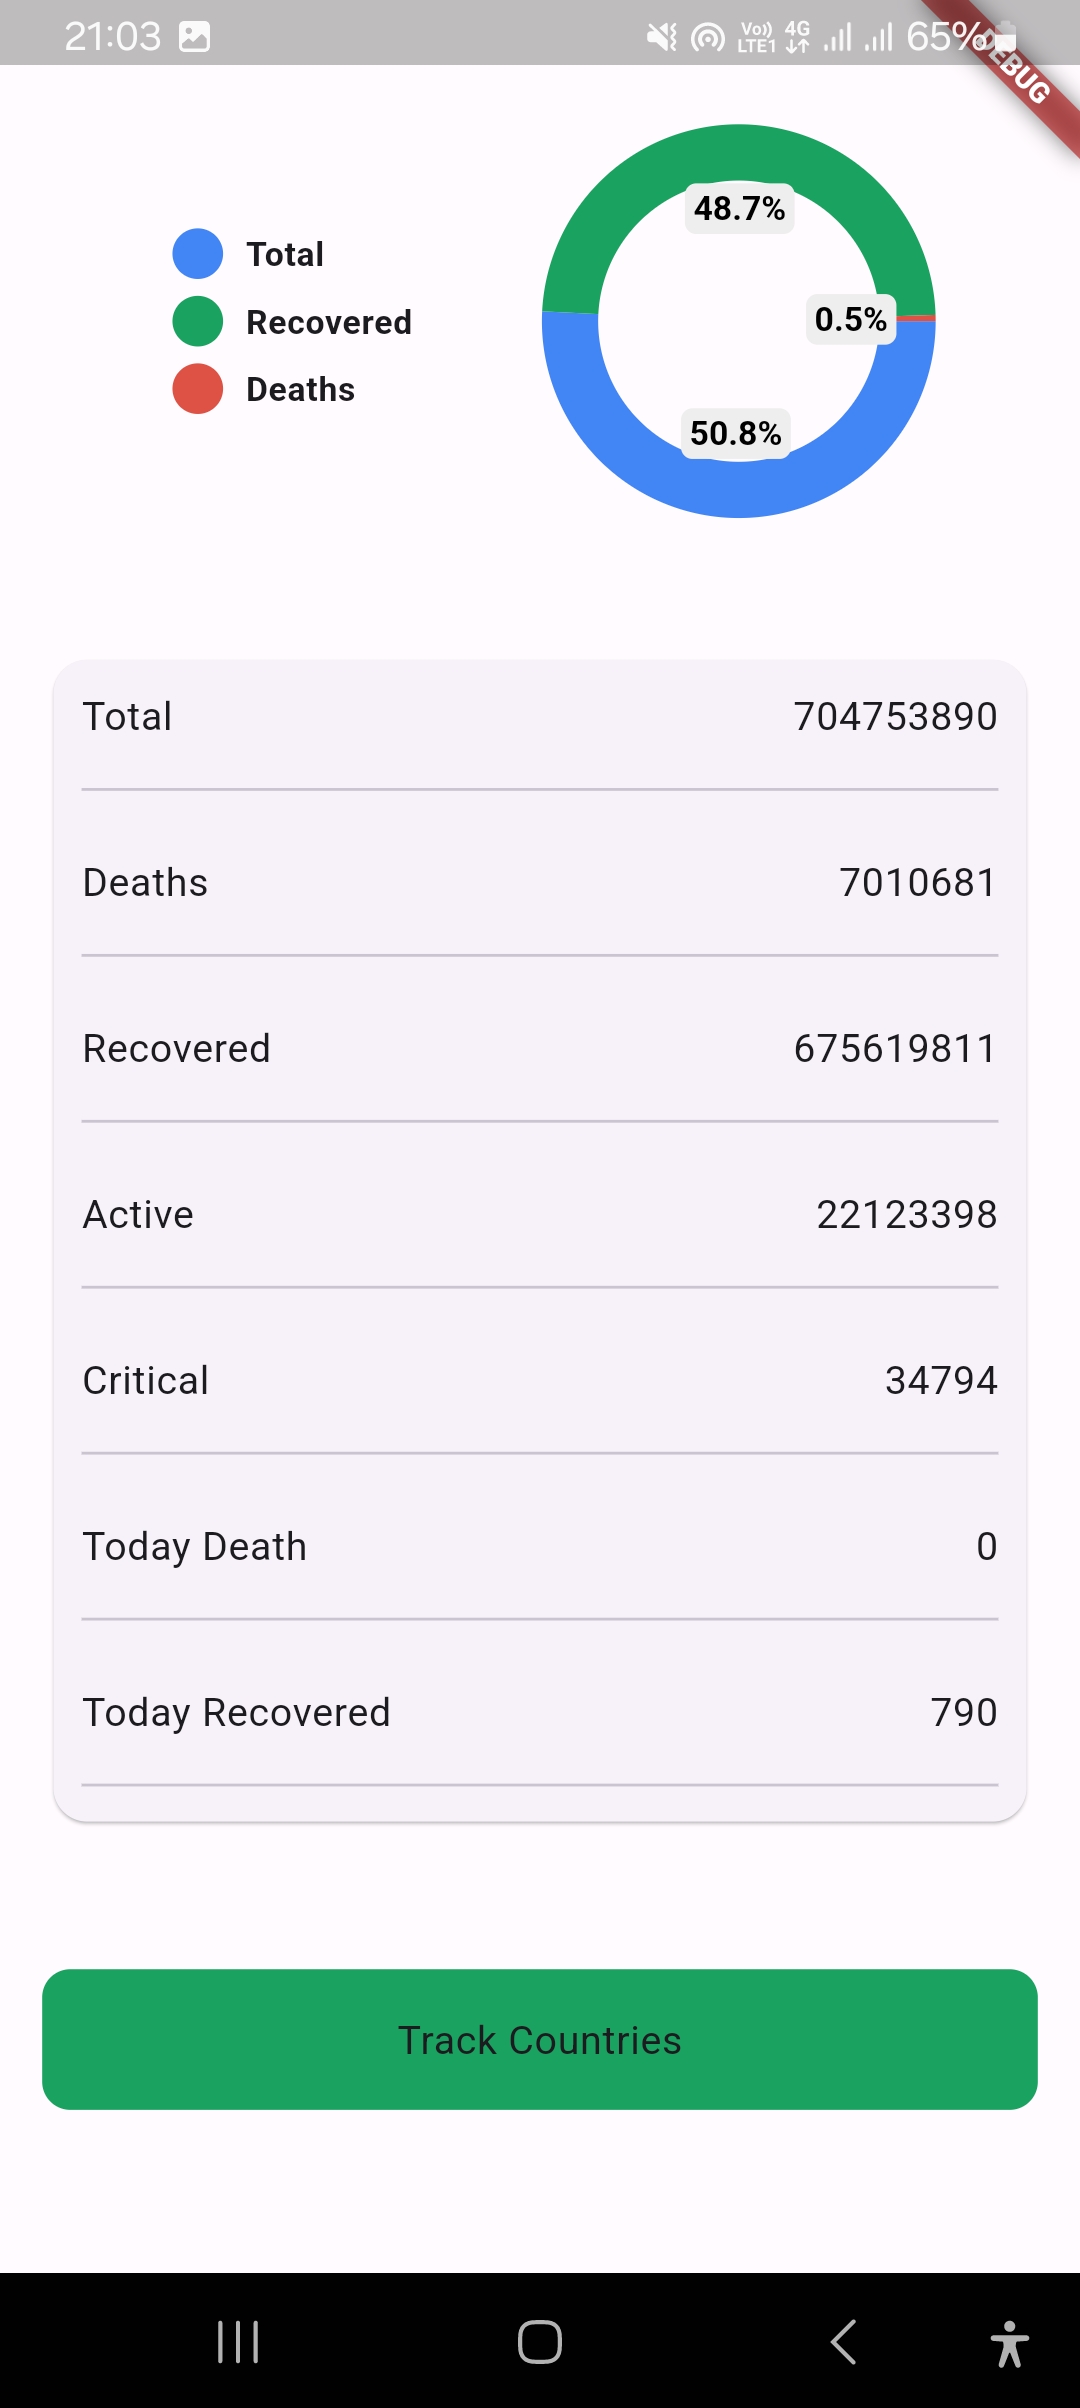 21:03 Vo)) LTE1 4G 65%
DEBUG
48.7%
Total
Recovered
0.5%
Deaths
50.8%
Total 704753890
Deaths 7010681
Recovered 675619811
Active 22123398
Critical 34794
Today Death 0
Today Recovered 790
Track Countries